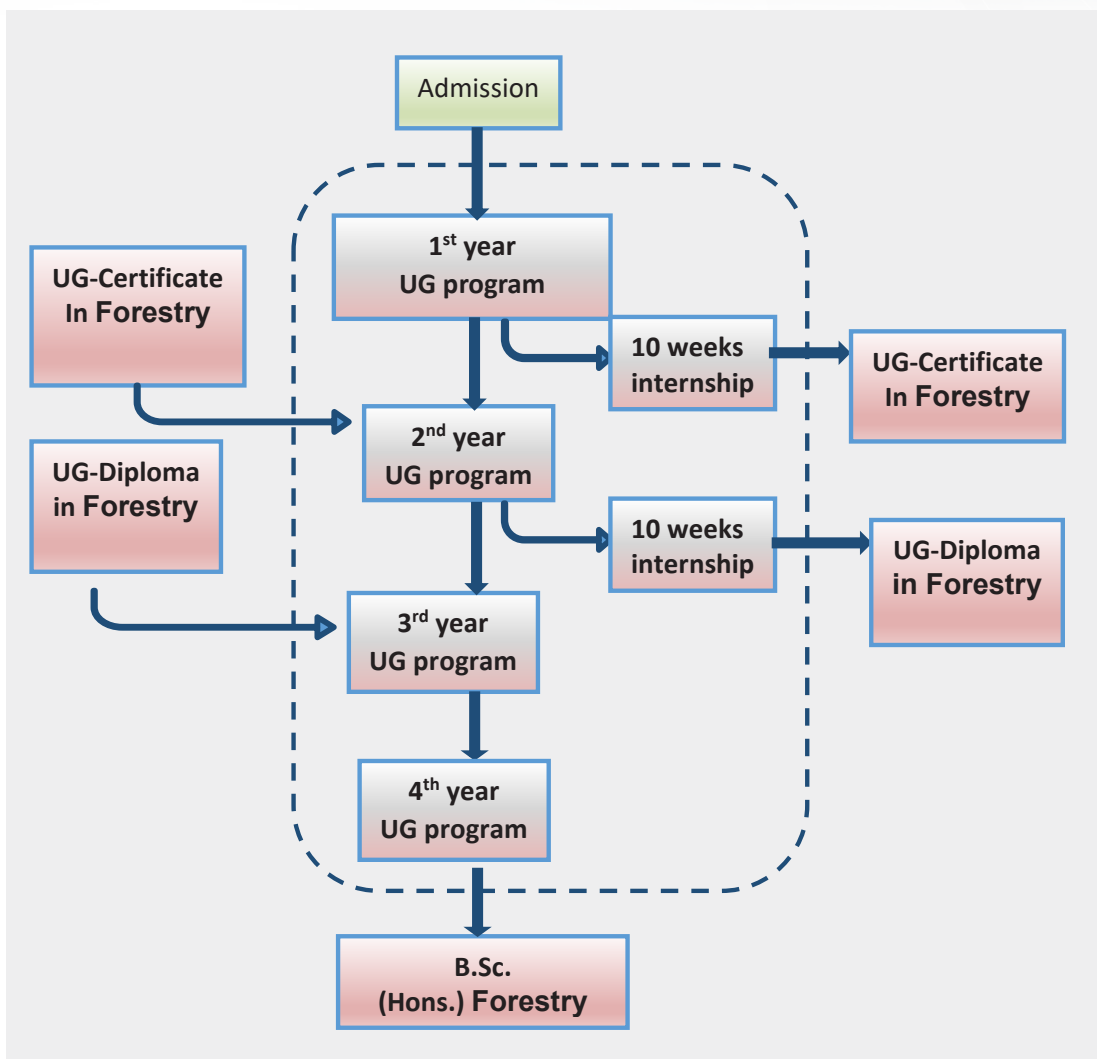 Admission
1st year
UG program
UG-Certificate
In Forestry
10 weeks
internship
UG-Certificate
In Forestry
2nd year
UG program
UG-Diploma
in Forestry
10 weeks
internship
UG-Diploma
in Forestry
3rd year
UG program
4th year
UG program
B.Sc.
(Hons.) Forestry